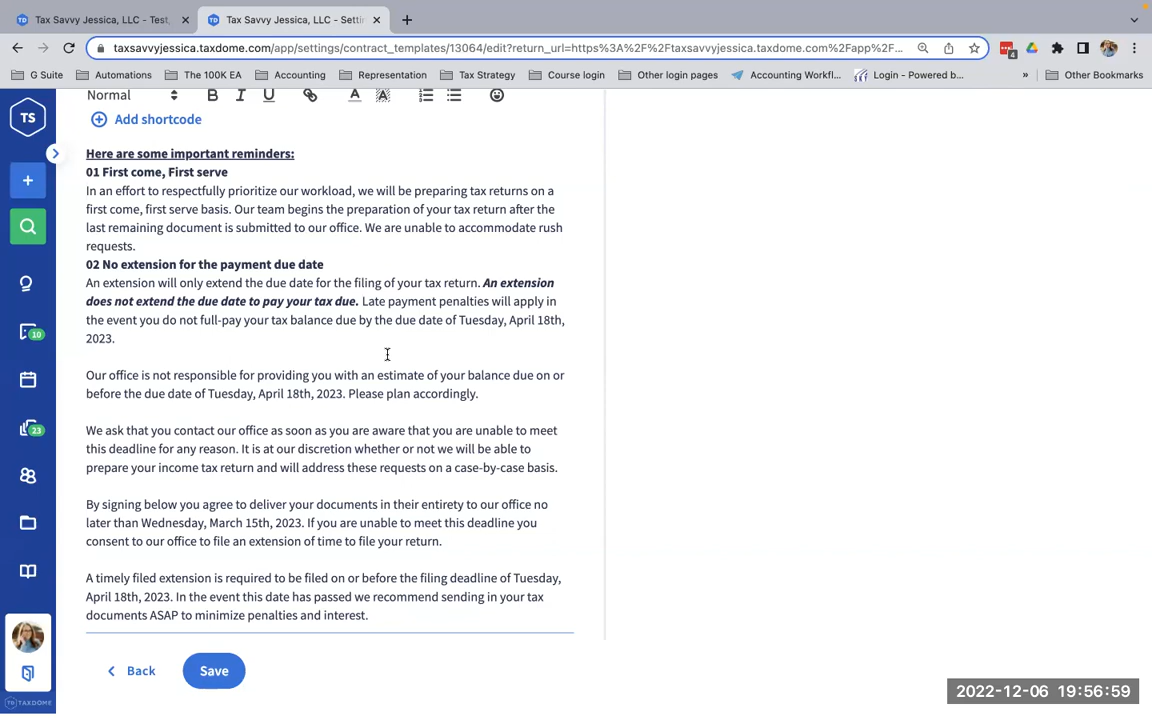 Tax Savvy Jessica, LLC - Test,
Tax Savvy Jessica, LLC - Setti
taxsavvyjessica.taxdome.com/app/settings/contract_templates/13064/edit?return_url=https%3A%2F%2Ftaxsavvyjessica.taxdome.com%2Fapp%2F...
4
G Suite
Automations
The 100K EA
Accounting
Representation
Tax Strategy
Course login
Other login pages
Accounting Workfl...
Login - Powered b...
»
Other Bookmarks
TS
10
23
TAXDOME
Normal
B I U
A A
Add shortcode
Here are some important reminders:
01 First come, First serve
In an effort to respectfully prioritize our workload, we will be preparing tax returns on a
first come, first serve basis. Our team begins the preparation of your tax return after the
last remaining document is submitted to our office. We are unable to accommodate rush
requests.
02 No extension for the payment due date
An extension will only extend the due date for the filing of your tax return. An extension
does not extend the due date to pay your tax due. Late payment penalties will apply in
the event you do not full-pay your tax balance due by the due date of Tuesday, April 18th,
2023.
Our office is not responsible for providing you with an estimate of your balance due on or
before the due date of Tuesday, April 18th, 2023. Please plan accordingly.
We ask that you contact our office as soon as you are aware that you are unable to meet
this deadline for any reason. It is at our discretion whether or not we will be able to
prepare your income tax return and will address these requests on a case-by-case basis.
By signing below you agree to deliver your documents in their entirety to our office no
later than Wednesday, March 15th, 2023. If you are unable to meet this deadline you
consent to our office to file an extension of time to file your return.
A timely filed extension is required to be filed on or before the filing deadline of Tuesday,
April 18th, 2023. In the event this date has passed we recommend sending in your tax
documents ASAP to minimize penalties and interest.
Back
Save
2022-12-06 19:56:59